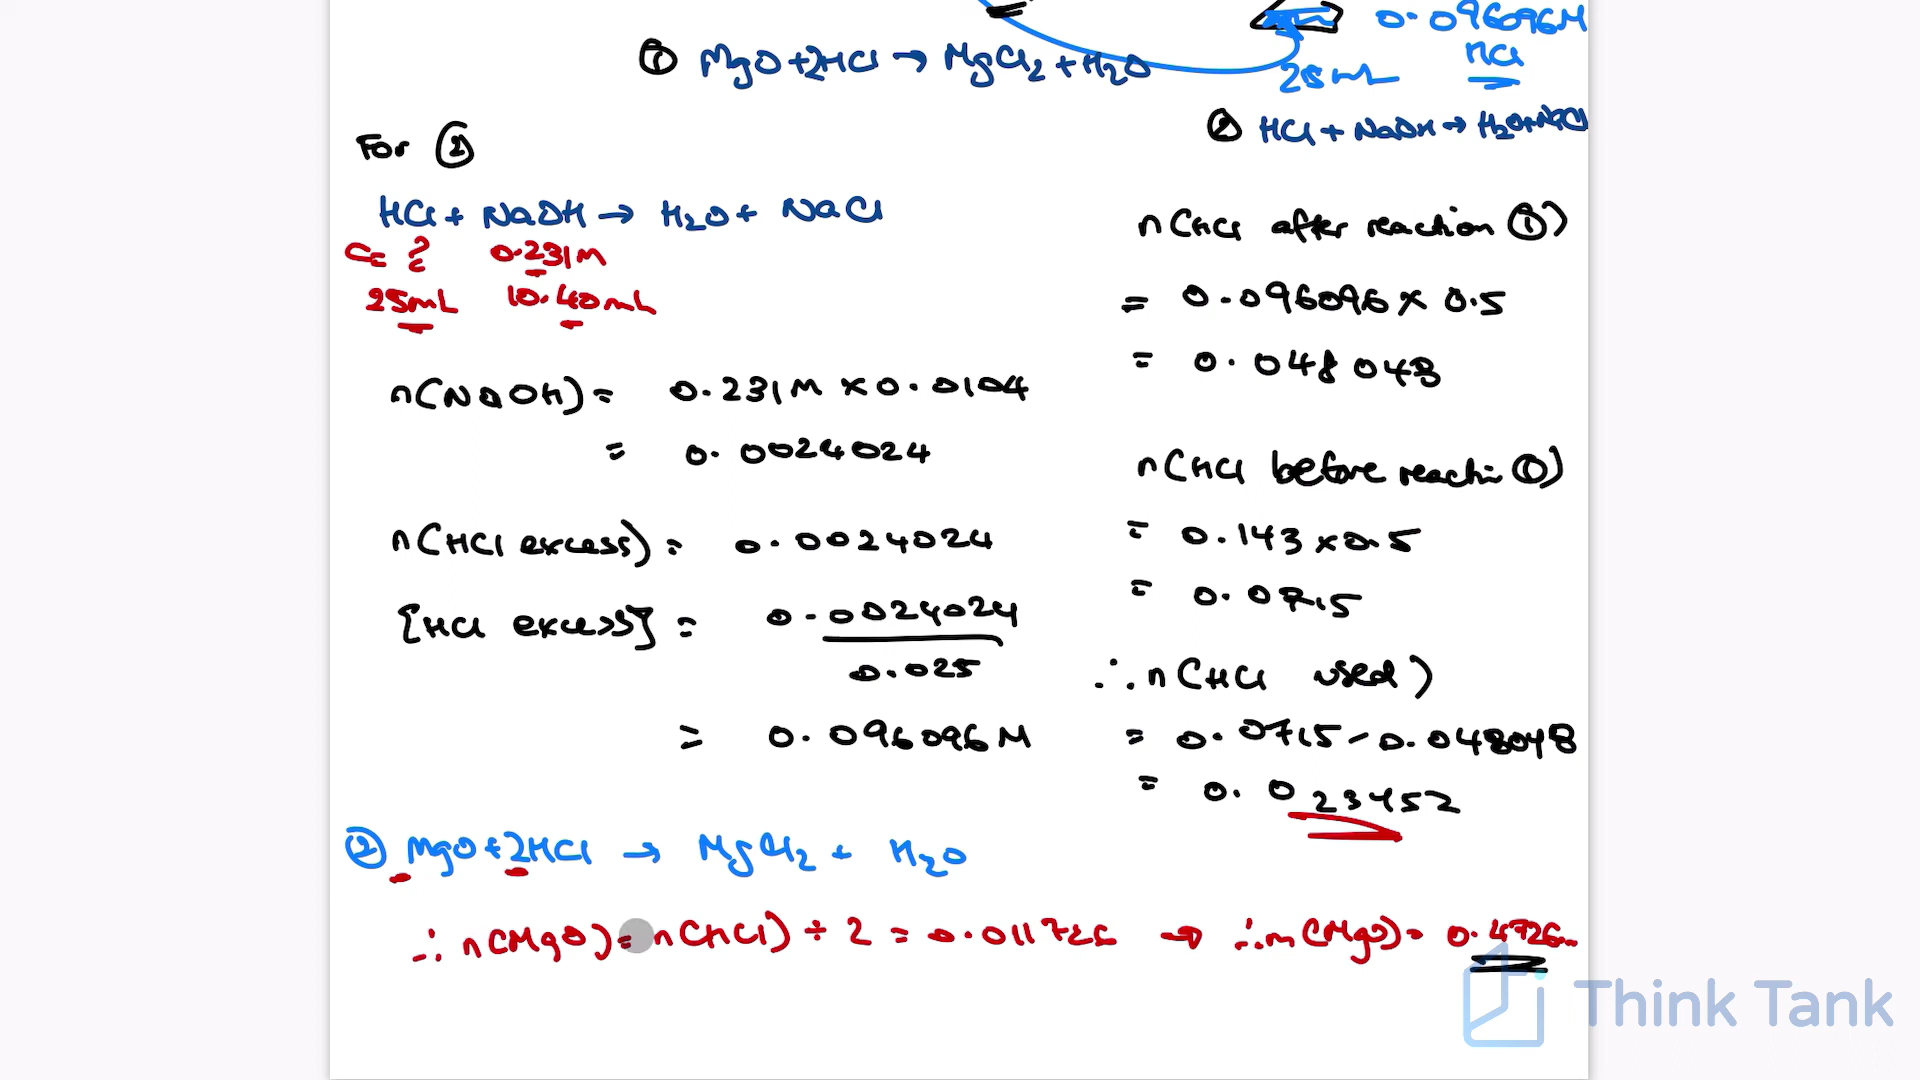 0.096096M
① MgO+2HCl → MgCl2+H2O
25mL
HCl
② HCl + NaOH → H2O+NaCl
For ②
HCl + NaOH → H2O + NaCl
C= ? 0.231M
25mL 10.40mL
n(NaOH) = 0.231M × 0.0104
= 0.0024024
n(HCl excess) = 0.0024024
[HCl excess] = 0.0024024
0.025
= 0.096096M
n(HCl after reaction ①)
= 0.096096 × 0.5
= 0.048048
n(HCl before reacti ①)
= 0.143 × 0.5
= 0.0715
∴ n(HCl used)
= 0.0715 - 0.048048
= 0.023452
② MgO+2HCl → MgCl2 + H2O
∴ n(MgO) = n(HCl) ÷ 2 = 0.011726 → ∴ m(MgO) = 0.4726
Think Tank